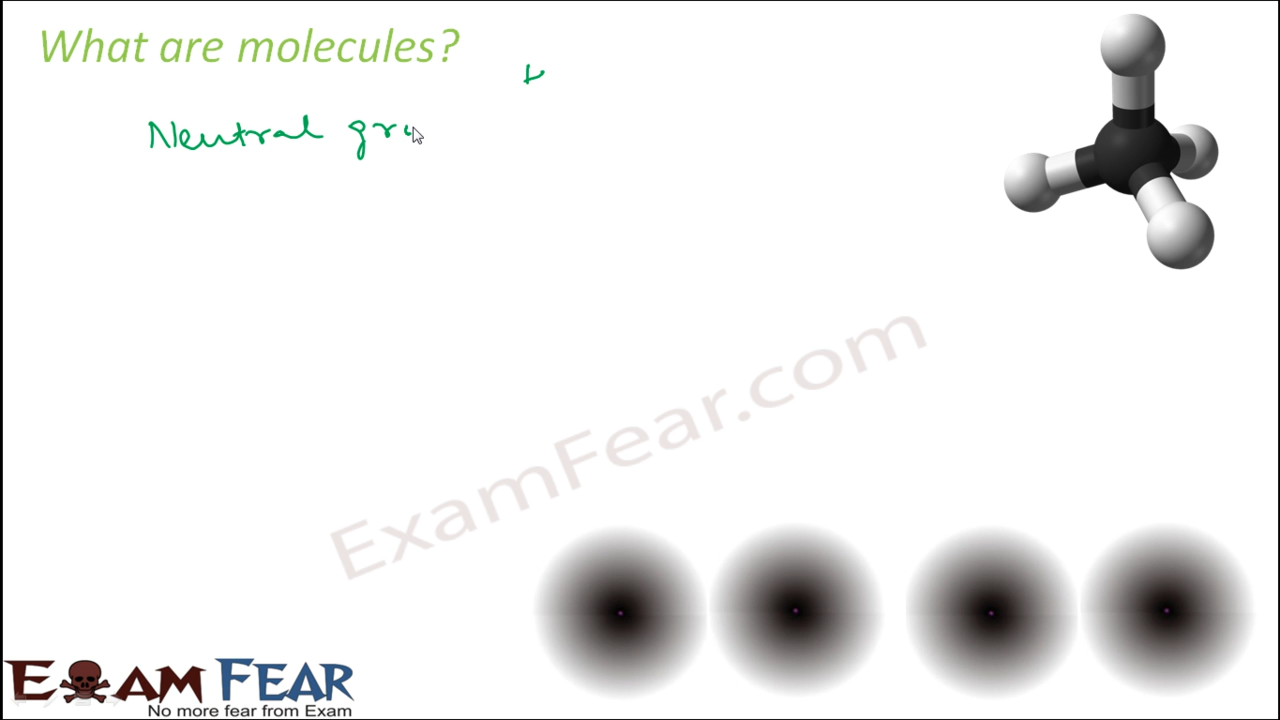 What are molecules?
Neutral gr
ExamFear.com
EXAM FEAR
No more fear from Exam